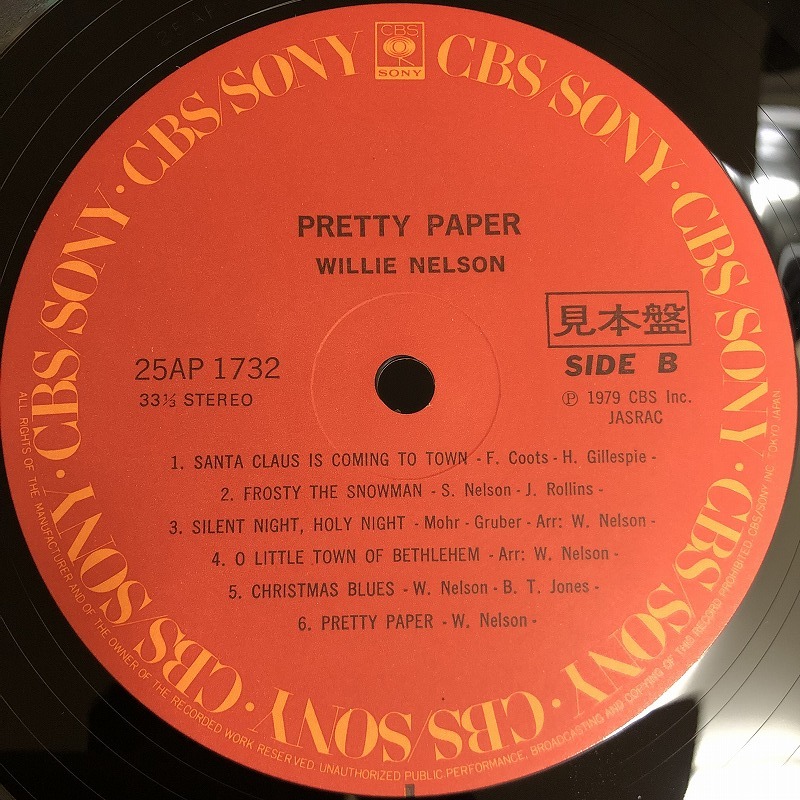 CBS
SONY
CBS/SONY · CBS/SONY · CBS/SONY · CBS/SONY · CBS/SONY · CBS/SONY · CBS/SONY · CBS/SONY
PRETTY PAPER
WILLIE NELSON
見本盤
25AP 1732
SIDE B
33⅓ STEREO
Ⓟ 1979 CBS Inc.
JASRAC
1. SANTA CLAUS IS COMING TO TOWN - F. Coots - H. Gillespie -
2. FROSTY THE SNOWMAN - S. Nelson - J. Rollins -
3. SILENT NIGHT, HOLY NIGHT - Mohr - Gruber - Arr: W. Nelson -
4. O LITTLE TOWN OF BETHLEHEM - Arr: W. Nelson -
5. CHRISTMAS BLUES - W. Nelson - B. T. Jones -
6. PRETTY PAPER - W. Nelson -
ALL RIGHTS OF THE MANUFACTURER AND OF THE OWNER OF THE RECORDED WORK RESERVED. UNAUTHORIZED PUBLIC PERFORMANCE, BROADCASTING AND COPYING OF THIS RECORD PROHIBITED. CBS/SONY INC. TOKYO JAPAN